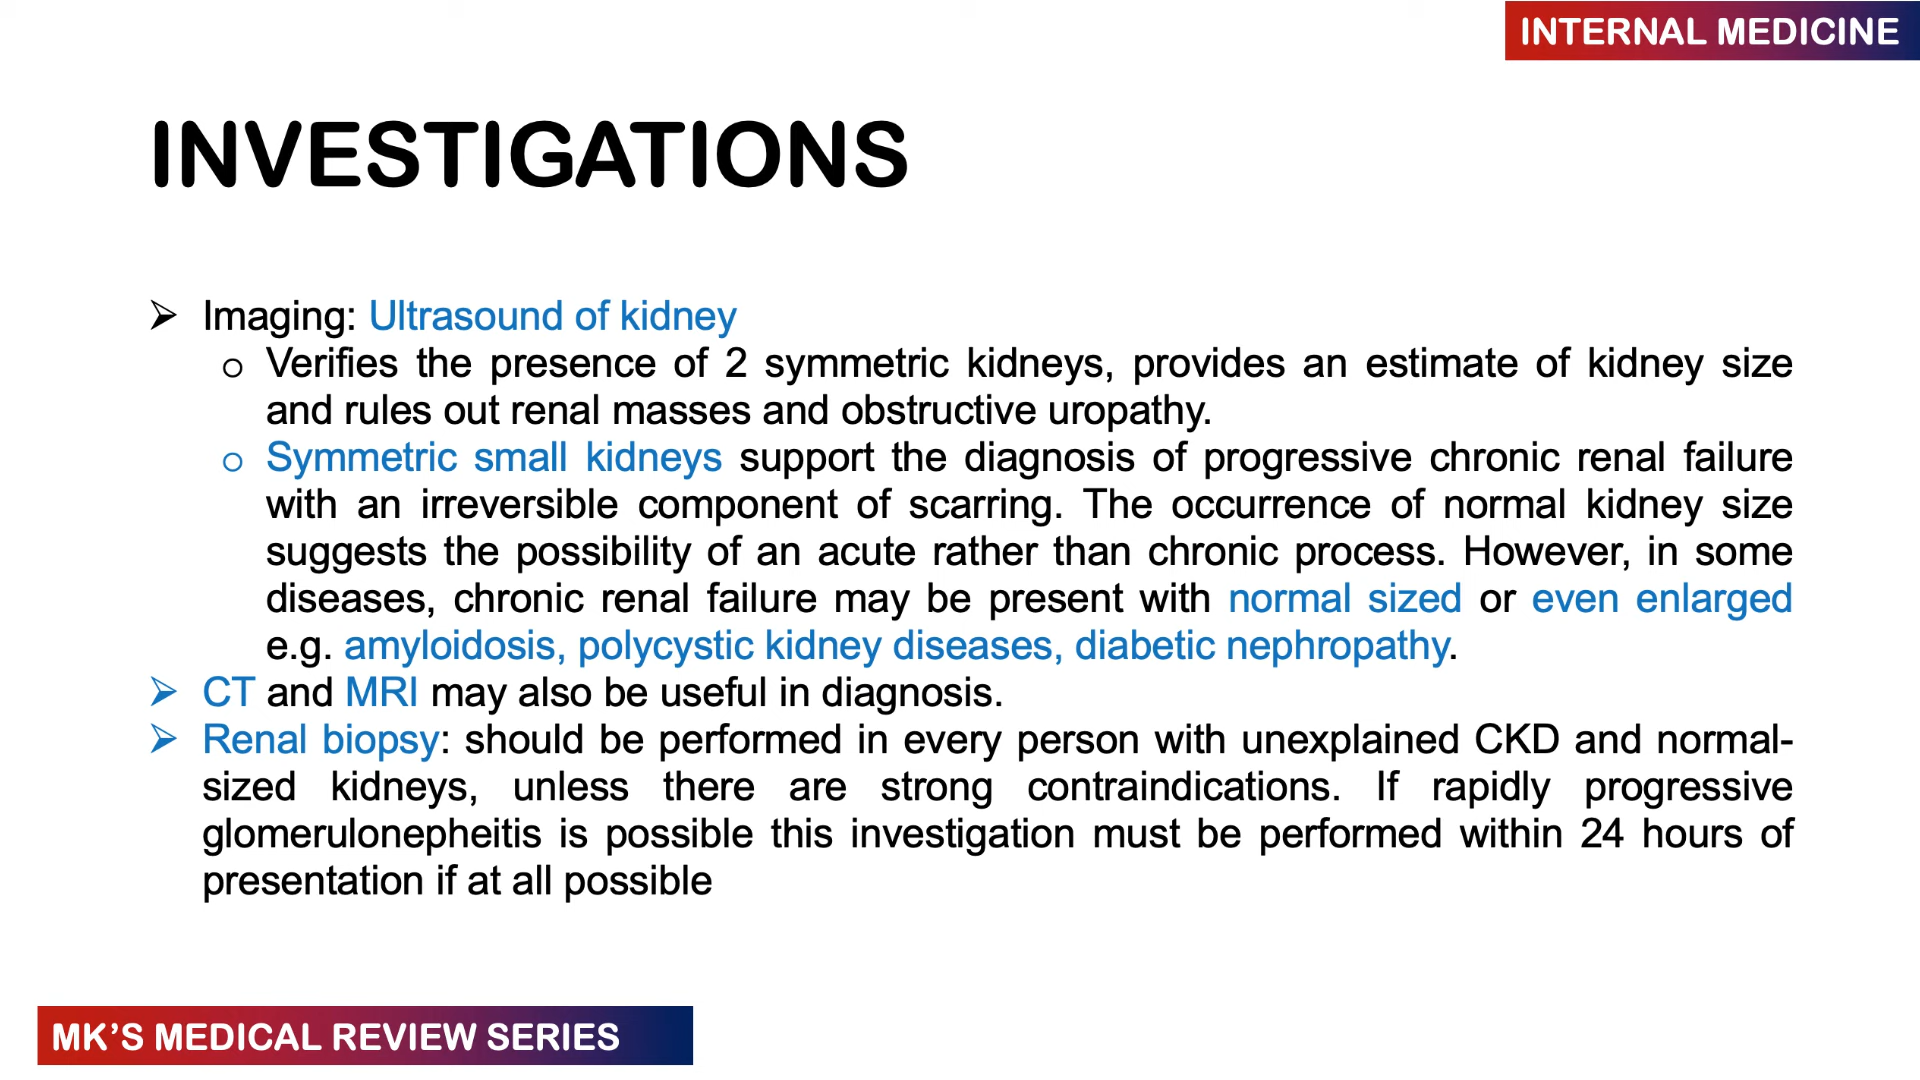 INTERNAL MEDICINE
INVESTIGATIONS
➢ Imaging: Ultrasound of kidney
o Verifies the presence of 2 symmetric kidneys, provides an estimate of kidney size
and rules out renal masses and obstructive uropathy.
o Symmetric small kidneys support the diagnosis of progressive chronic renal failure
with an irreversible component of scarring. The occurrence of normal kidney size
suggests the possibility of an acute rather than chronic process. However, in some
diseases, chronic renal failure may be present with normal sized or even enlarged
e.g. amyloidosis, polycystic kidney diseases, diabetic nephropathy.
➢ CT and MRI may also be useful in diagnosis.
➢ Renal biopsy: should be performed in every person with unexplained CKD and normal-
sized kidneys, unless there are strong contraindications. If rapidly progressive
glomerulonepheitis is possible this investigation must be performed within 24 hours of
presentation if at all possible
MK’S MEDICAL REVIEW SERIES